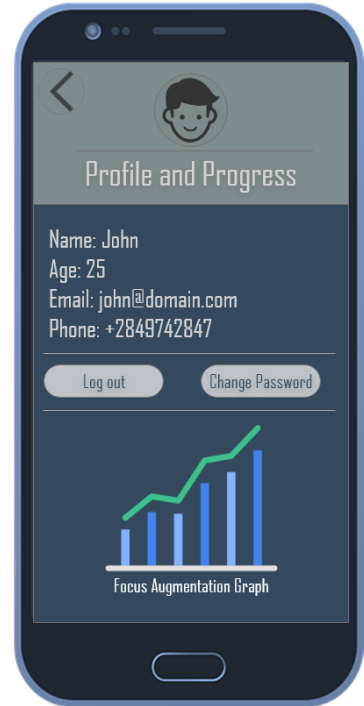 Profile and Progress
Name: John
Age: 25
Email: john@domain.com
Phone: +2849742847
Log out
Change Password
Focus Augmentation Graph